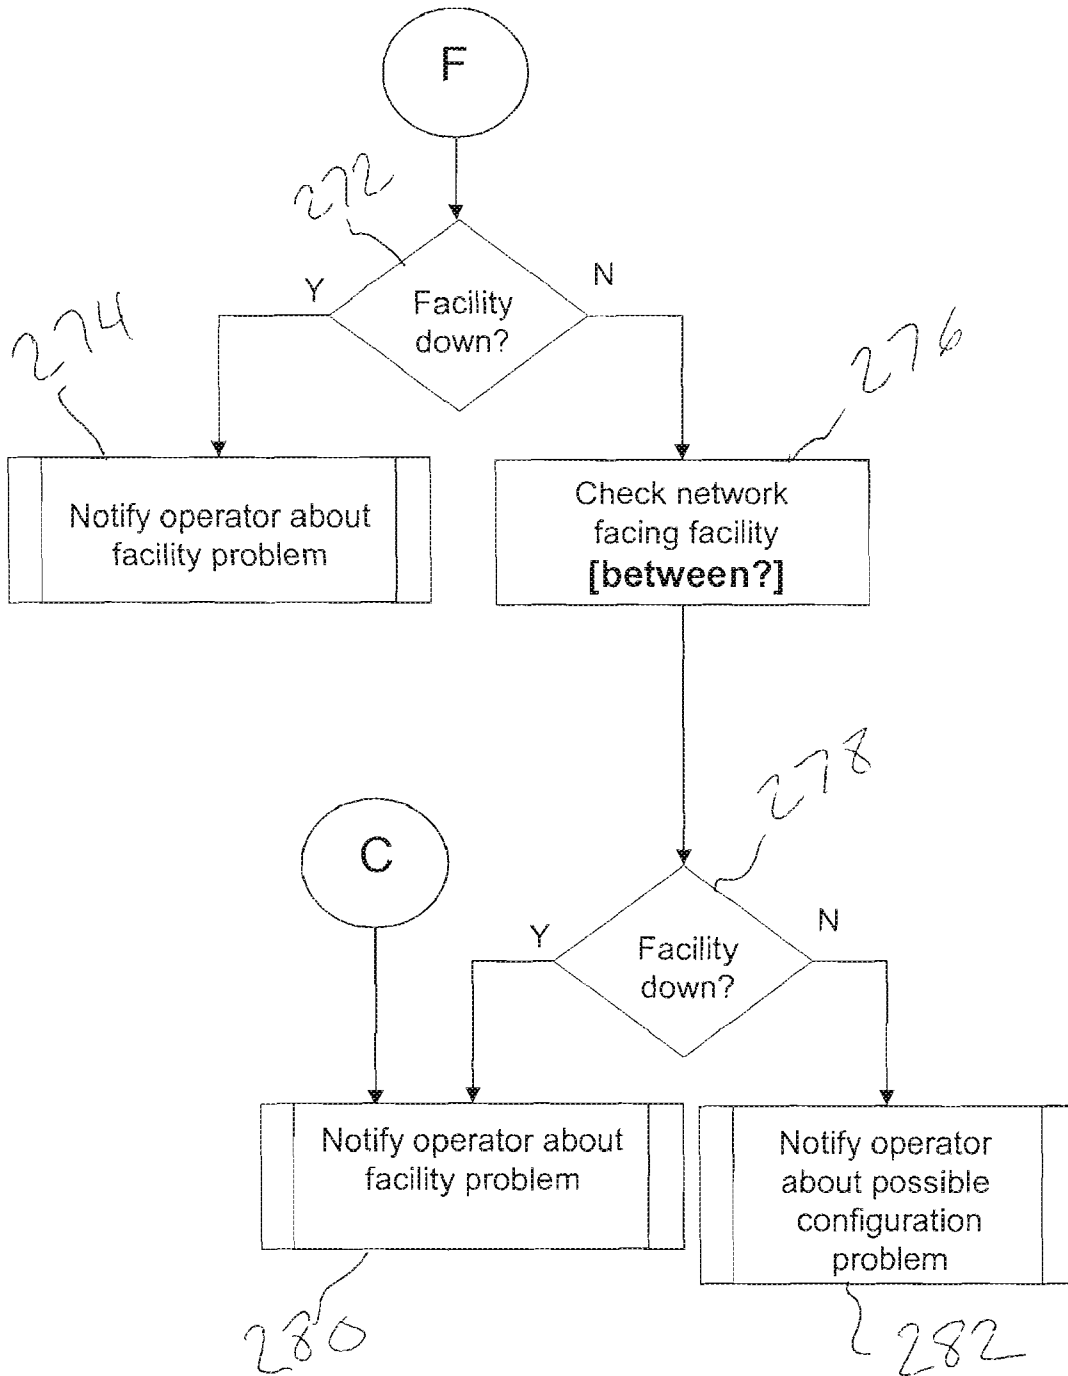 F
272
Y
N
Facility
down?
274
276
Notify operator about
facility problem
Check network
facing facility
[between?]
278
C
Y
N
Facility
down?
Notify operator about
facility problem
Notify operator
about possible
configuration
problem
280
282